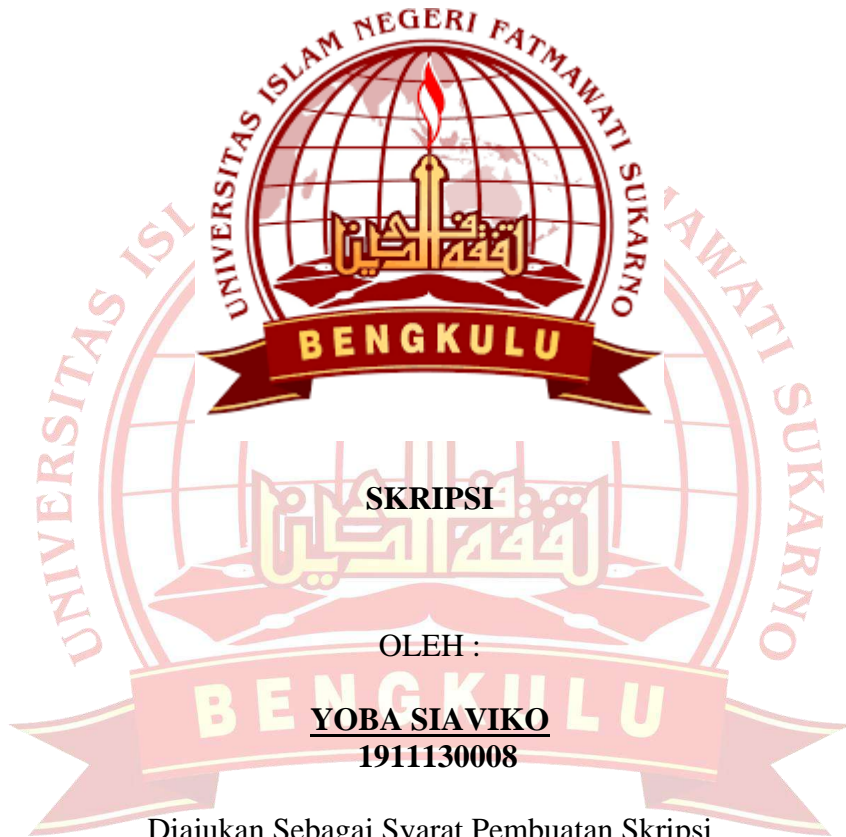 UNIVERSITAS ISLAM NEGERI FATMAWATI SUKARNO
BENGKULU
SKRIPSI
OLEH :
YOBA SIAVIKO
1911130008
Diajukan Sebagai Syarat Pembuatan Skripsi